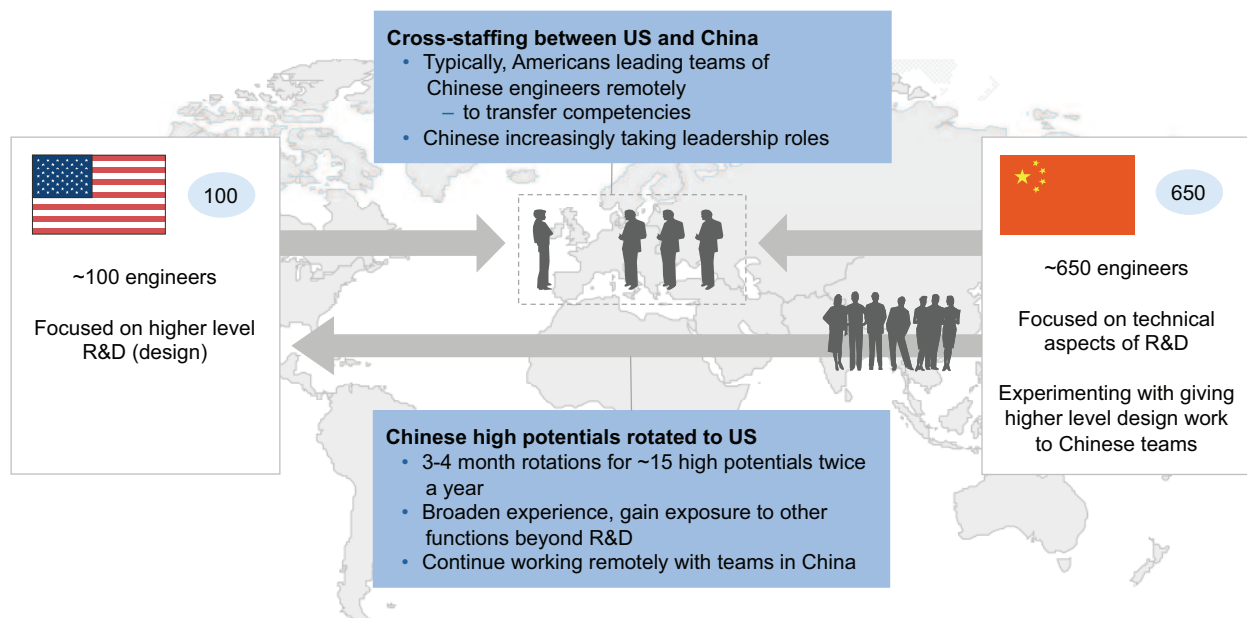 Cross-staffing between US and China
• Typically, Americans leading teams of
Chinese engineers remotely
– to transfer competencies
• Chinese increasingly taking leadership roles
100
~100 engineers
Focused on higher level
R&D (design)
650
~650 engineers
Focused on technical
aspects of R&D
Experimenting with giving
higher level design work
to Chinese teams
Chinese high potentials rotated to US
• 3-4 month rotations for ~15 high potentials twice
a year
• Broaden experience, gain exposure to other
functions beyond R&D
• Continue working remotely with teams in China